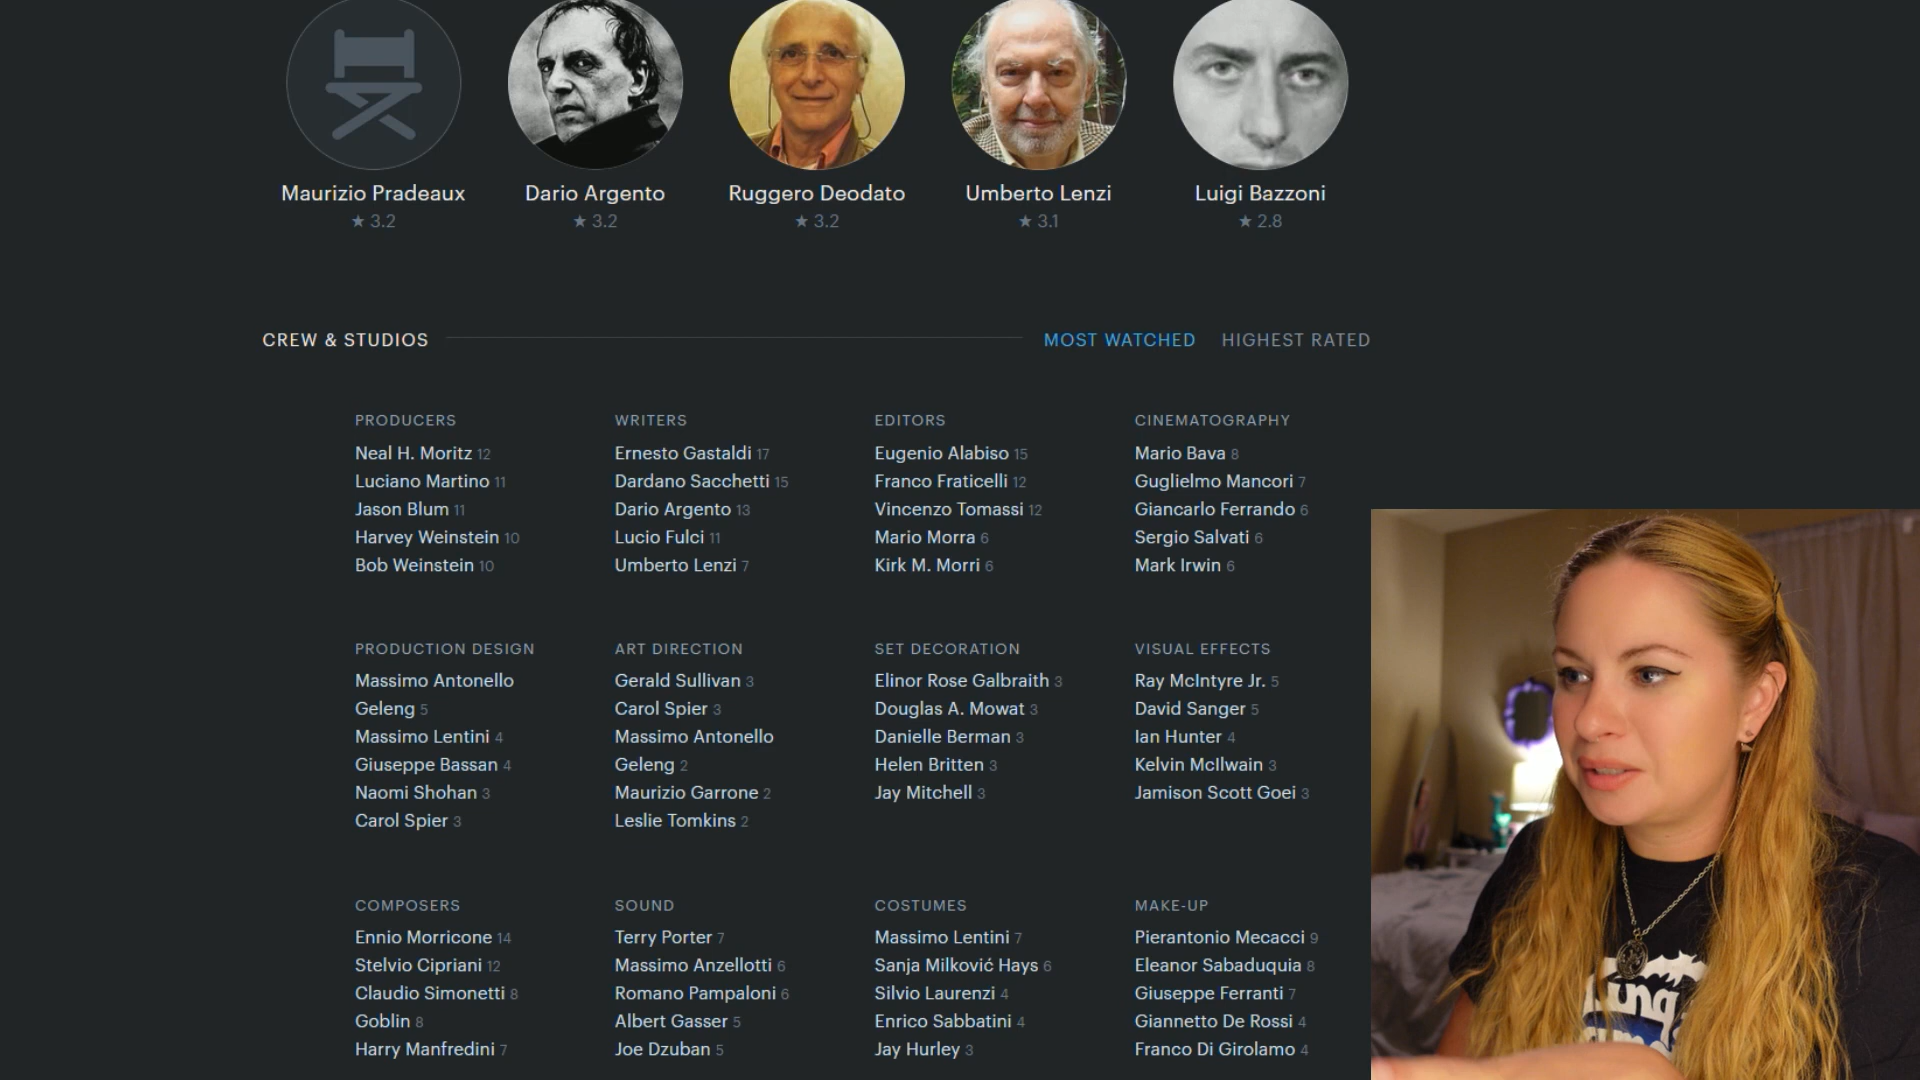 Maurizio Pradeaux
★ 3.2
Dario Argento
★ 3.2
Ruggero Deodato
★ 3.2
Umberto Lenzi
★ 3.1
Luigi Bazzoni
★ 2.8
CREW & STUDIOS
MOST WATCHED
HIGHEST RATED
PRODUCERS
Neal H. Moritz 12
Luciano Martino 11
Jason Blum 11
Harvey Weinstein 10
Bob Weinstein 10
WRITERS
Ernesto Gastaldi 17
Dardano Sacchetti 15
Dario Argento 13
Lucio Fulci 11
Umberto Lenzi 7
EDITORS
Eugenio Alabiso 15
Franco Fraticelli 12
Vincenzo Tomassi 12
Mario Morra 6
Kirk M. Morri 6
CINEMATOGRAPHY
Mario Bava 8
Guglielmo Mancori 7
Giancarlo Ferrando 6
Sergio Salvati 6
Mark Irwin 6
PRODUCTION DESIGN
Massimo Antonello
Geleng 5
Massimo Lentini 4
Giuseppe Bassan 4
Naomi Shohan 3
Carol Spier 3
ART DIRECTION
Gerald Sullivan 3
Carol Spier 3
Massimo Antonello
Geleng 2
Maurizio Garrone 2
Leslie Tomkins 2
SET DECORATION
Elinor Rose Galbraith 3
Douglas A. Mowat 3
Danielle Berman 3
Helen Britten 3
Jay Mitchell 3
VISUAL EFFECTS
Ray McIntyre Jr. 5
David Sanger 5
Ian Hunter 4
Kelvin McIlwain 3
Jamison Scott Goei 3
COMPOSERS
Ennio Morricone 14
Stelvio Cipriani 12
Claudio Simonetti 8
Goblin 8
Harry Manfredini 7
SOUND
Terry Porter 7
Massimo Anzellotti 6
Romano Pampaloni 6
Albert Gasser 5
Joe Dzuban 5
COSTUMES
Massimo Lentini 7
Sanja Milković Hays 6
Silvio Laurenzi 4
Enrico Sabbatini 4
Jay Hurley 3
MAKE-UP
Pierantonio Mecacci 9
Eleanor Sabaduquia 8
Giuseppe Ferranti 7
Giannetto De Rossi 4
Franco Di Girolamo 4